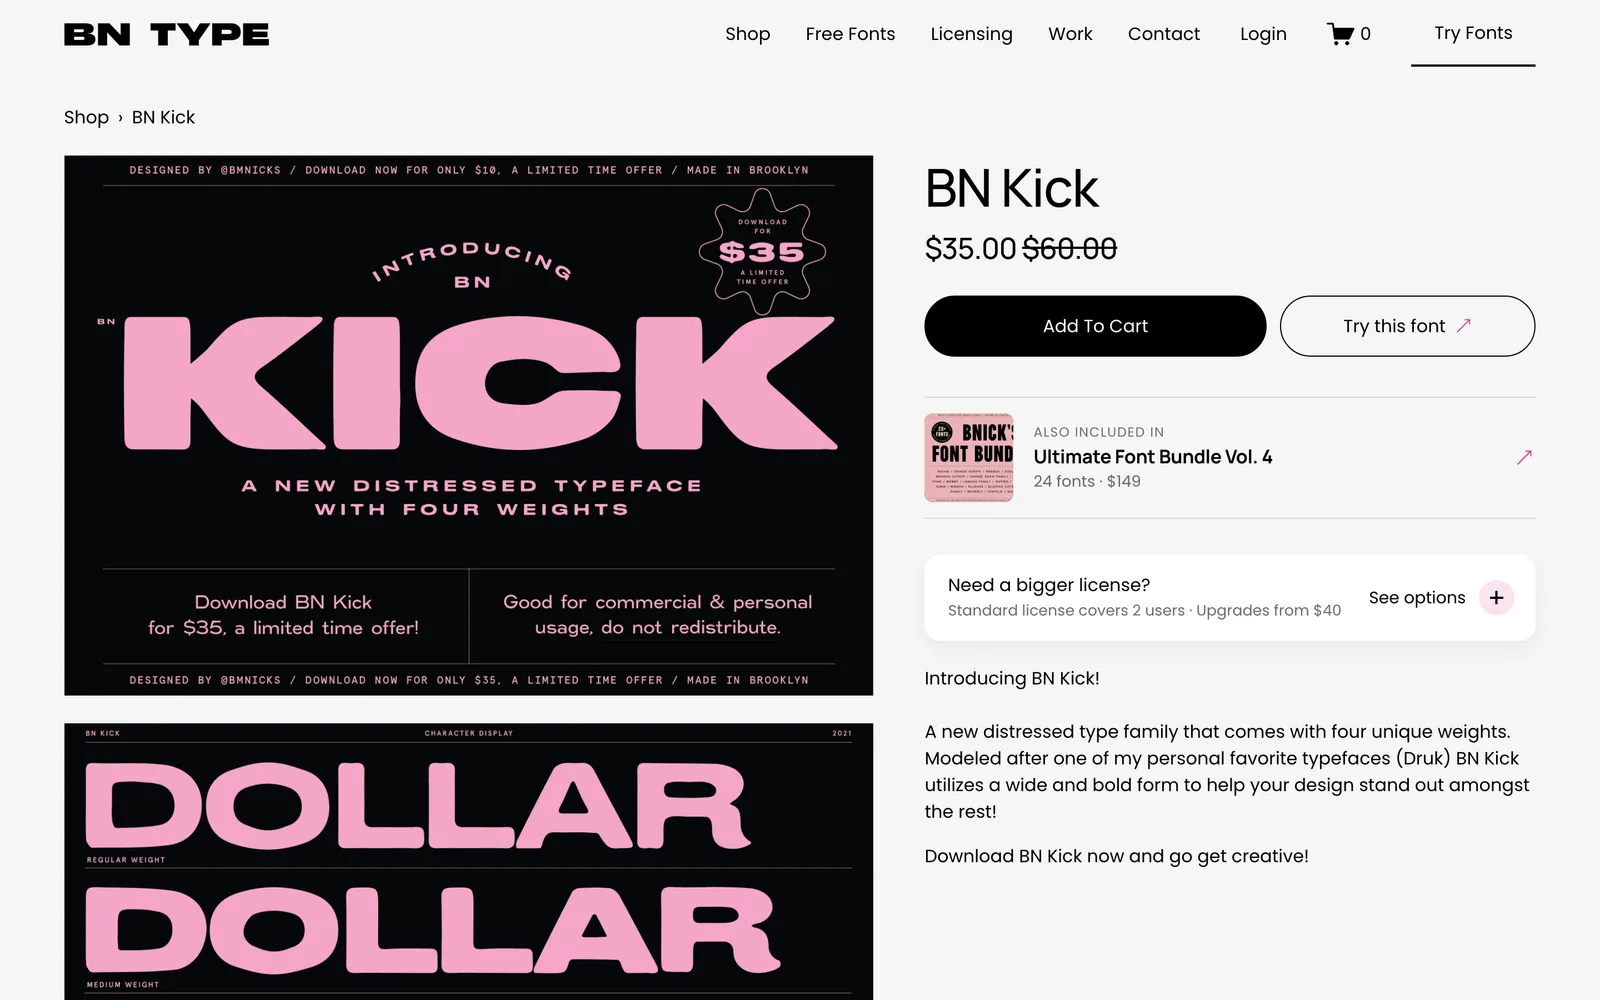 BN TYPE
Shop Free Fonts Licensing Work Contact Login 0 Try Fonts
Shop › BN Kick
DESIGNED BY @BMNICKS / DOWNLOAD NOW FOR ONLY $10, A LIMITED TIME OFFER / MADE IN BROOKLYN
DOWNLOAD
FOR
$35
A LIMITED
TIME OFFER
INTRODUCING
BN
BN
KICK
A NEW DISTRESSED TYPEFACE
WITH FOUR WEIGHTS
Download BN Kick
for $35, a limited time offer!
Good for commercial & personal
usage, do not redistribute.
DESIGNED BY @BMNICKS / DOWNLOAD NOW FOR ONLY $35, A LIMITED TIME OFFER / MADE IN BROOKLYN
BN KICK CHARACTER DISPLAY 2021
DOLLAR
REGULAR WEIGHT
DOLLAR
MEDIUM WEIGHT
BN Kick
$35.00 $60.00
Add To Cart
Try this font
BNICK'S
FONT BUND
ALSO INCLUDED IN
Ultimate Font Bundle Vol. 4
24 fonts · $149
Need a bigger license?
Standard license covers 2 users · Upgrades from $40
See options
Introducing BN Kick!
A new distressed type family that comes with four unique weights.
Modeled after one of my personal favorite typefaces (Druk) BN Kick
utilizes a wide and bold form to help your design stand out amongst
the rest!
Download BN Kick now and go get creative!